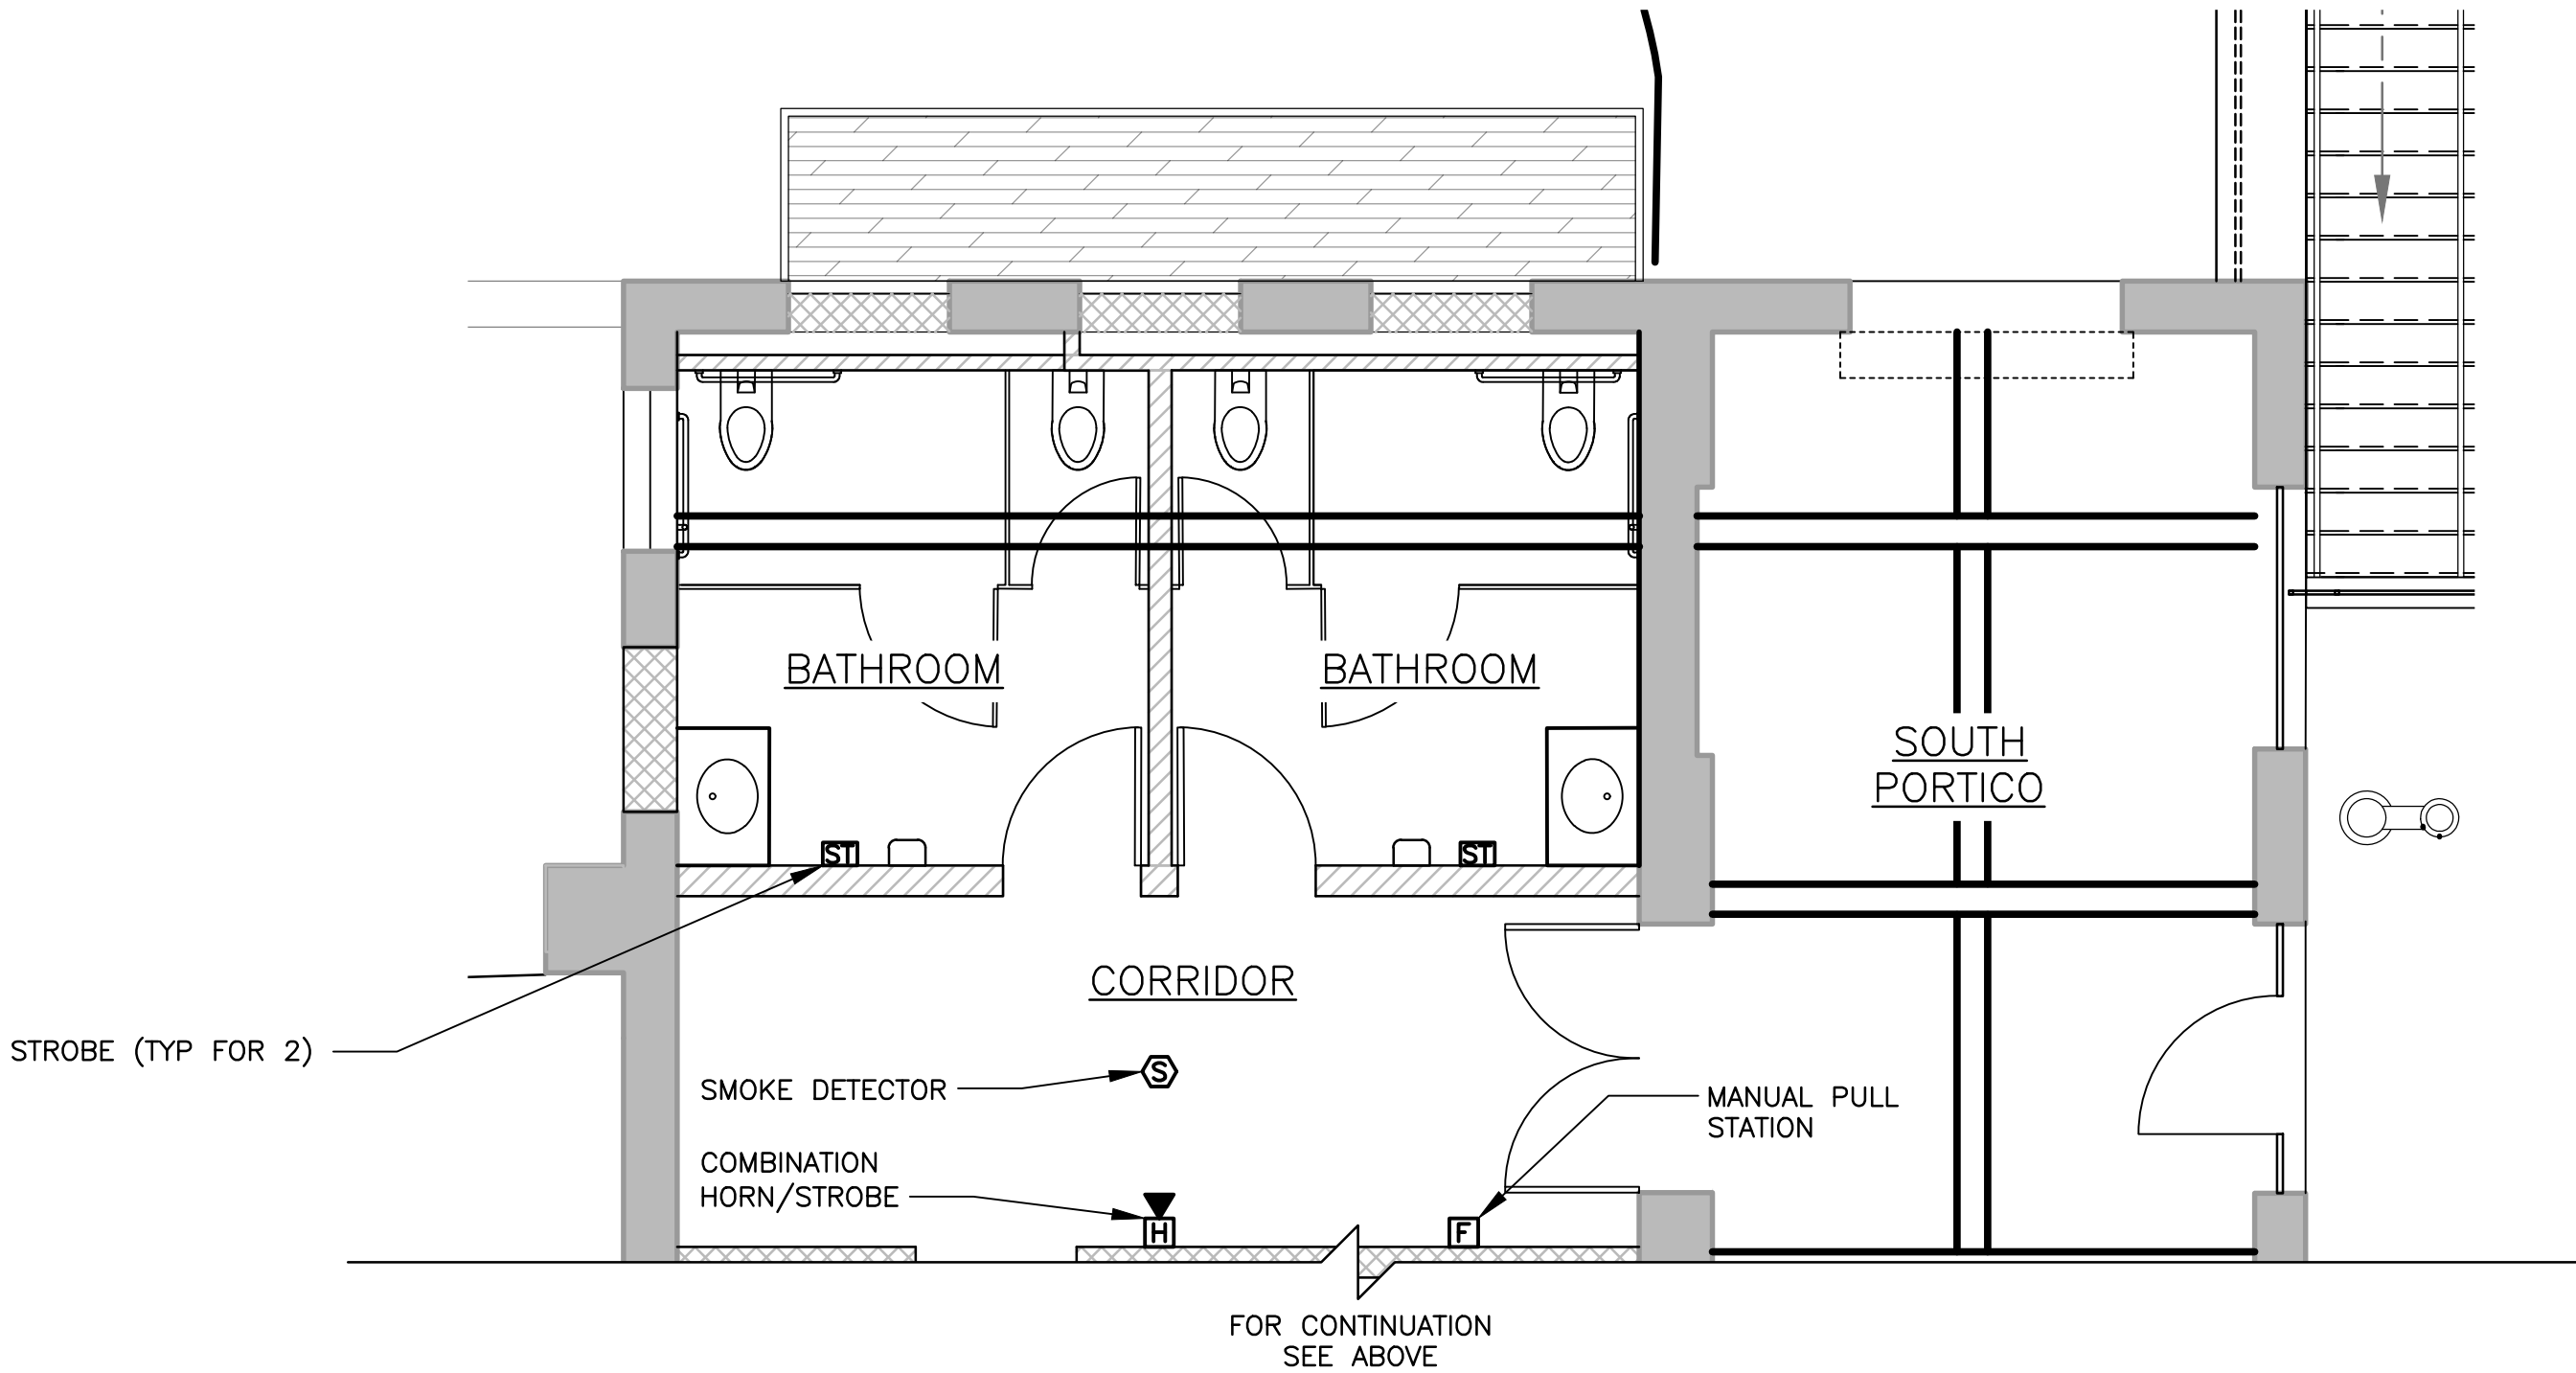 BATHROOM
BATHROOM
SOUTH
PORTICO
ST
ST
CORRIDOR
STROBE (TYP FOR 2)
SMOKE DETECTOR
S
MANUAL PULL
STATION
COMBINATION
HORN/STROBE
H
F
FOR CONTINUATION
SEE ABOVE